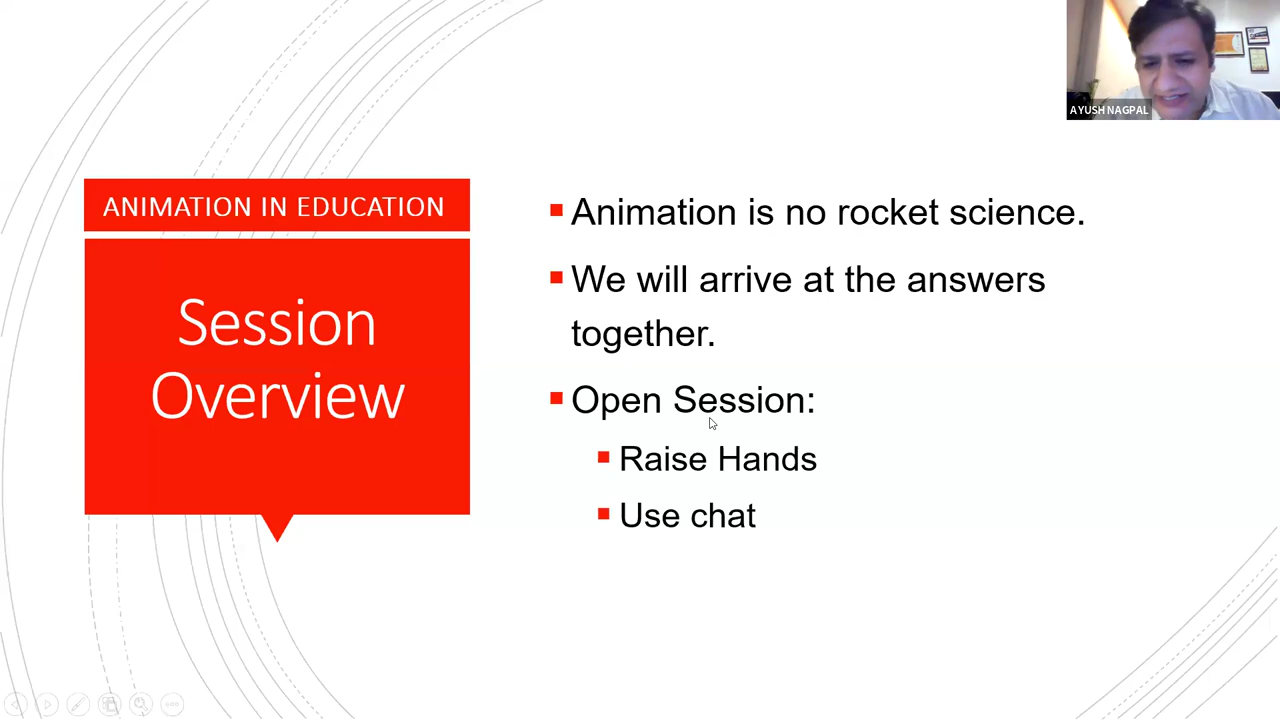 AYUSH NAGPAL
ANIMATION IN EDUCATION
Session
Overview
Animation is no rocket science.
We will arrive at the answers
together.
Open Session:
Raise Hands
Use chat